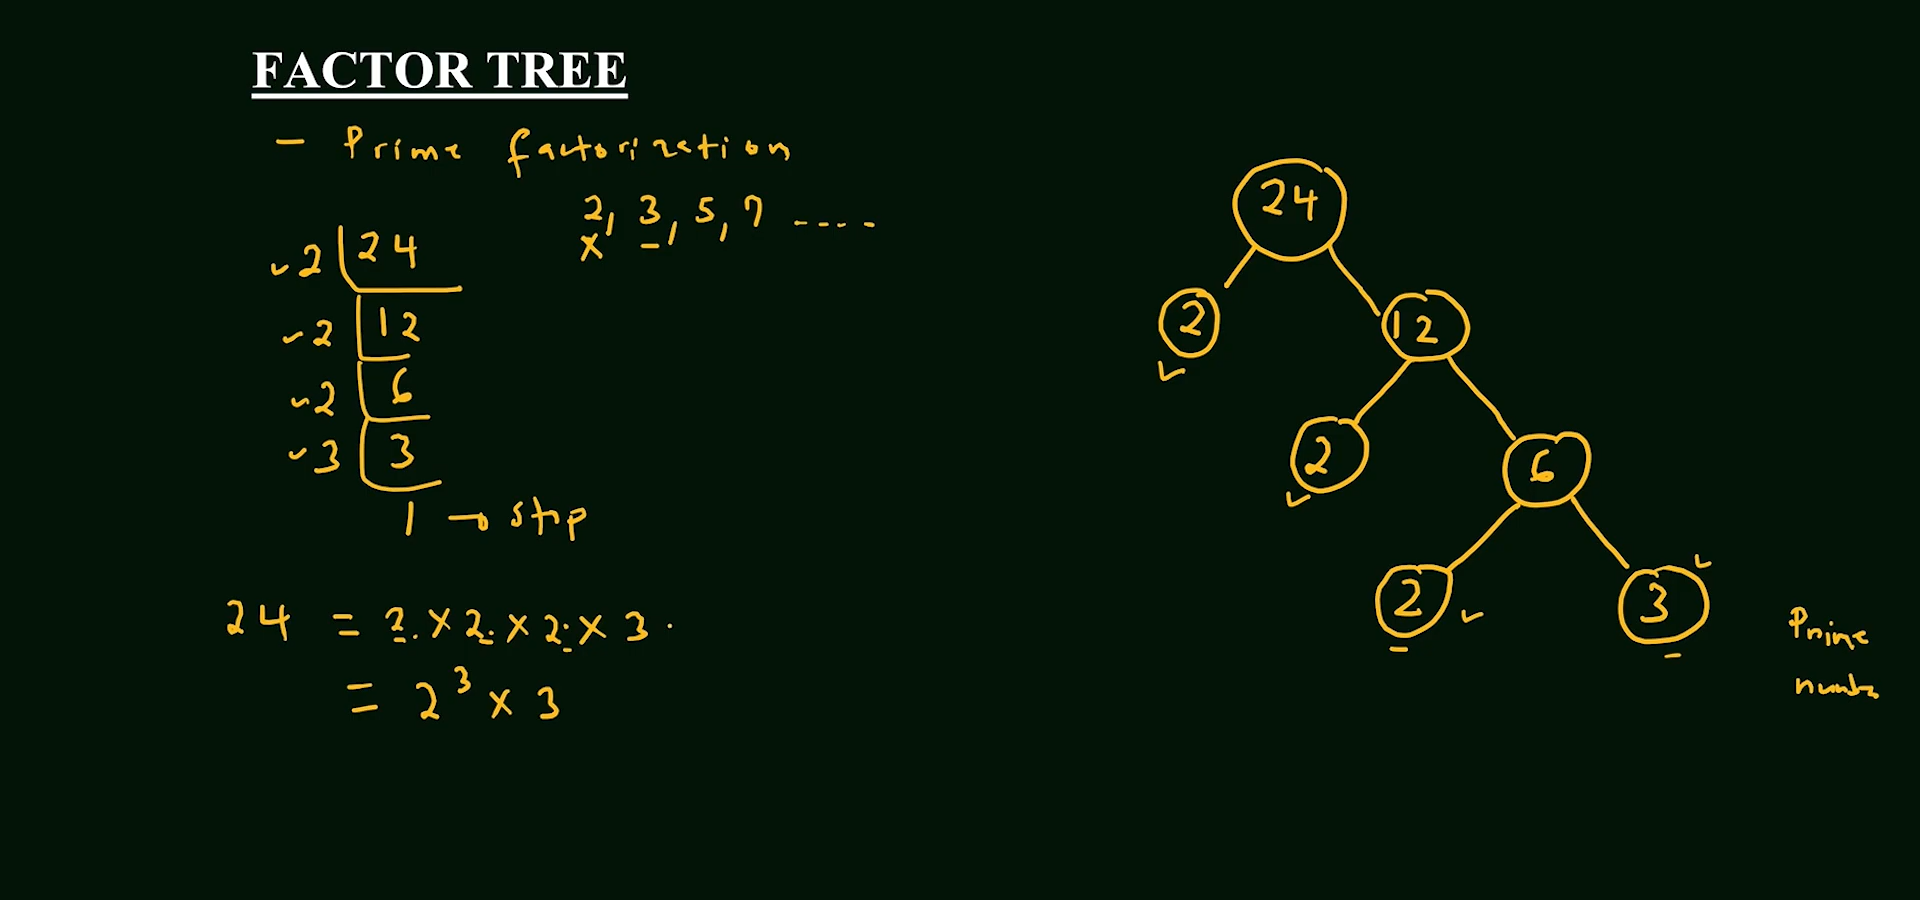 FACTOR TREE
- Prime factorization
2, 3, 5, 7 ....
2 24
2 12
2 6
3 3
1 → stop
24 = 2 × 2 × 2 × 3
= 2³ × 3
24
2 12
2 6
2 3
Prime